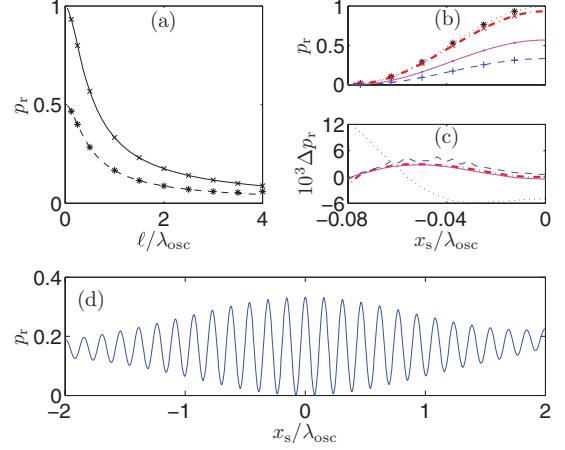 (a)
1
0.5
0
p_r
0 1 2 3 4
ℓ/λ_osc
(b)
1
0.5
0
p_r
(c)
12
6
0
−6
10³ Δp_r
−0.08 −0.04 0
x_s/λ_osc
(d)
0.4
0.2
0
p_r
−2 −1 0 1 2
x_s/λ_osc